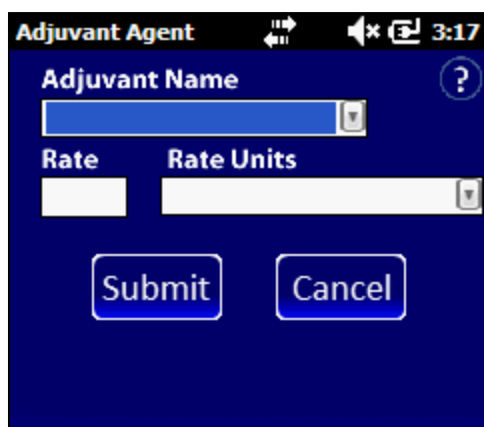 Adjuvant Agent 3:17
Adjuvant Name
?
Rate Rate Units
Submit Cancel